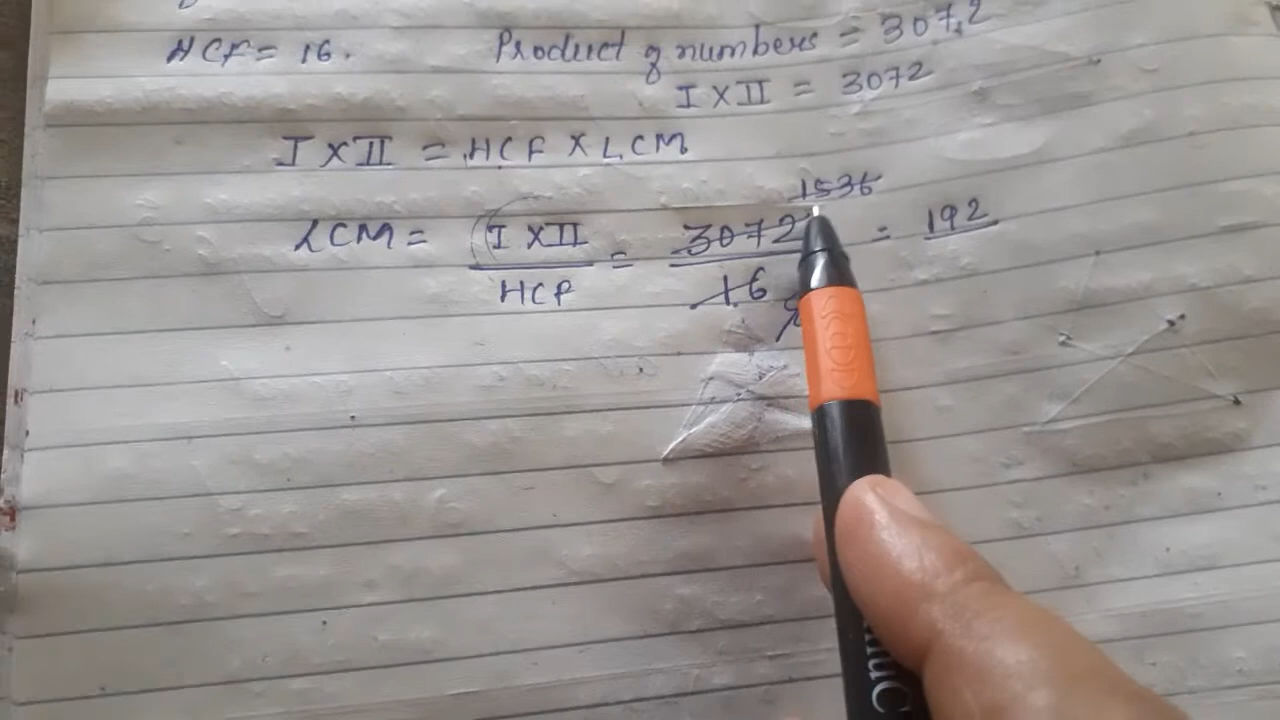 HCF = 16. Product of numbers = 3072
I X II = 3072
I X II = HCF X LCM
1536
LCM = I X II = 3072 = 192
HCF 16